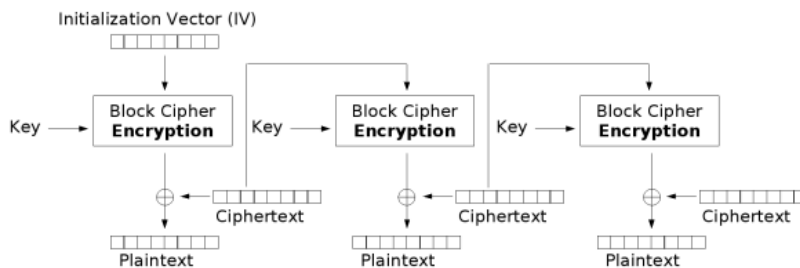 Initialization Vector (IV)
Key
Block Cipher
Encryption
Key
Block Cipher
Encryption
Key
Block Cipher
Encryption
Ciphertext
Ciphertext
Ciphertext
Plaintext
Plaintext
Plaintext